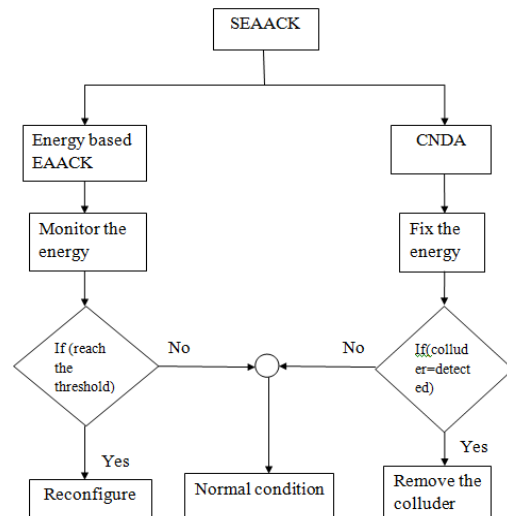 SEAACK
Energy based
EAACK
CNDA
Monitor the
energy
Fix the
energy
If (reach
the
threshold)
No
No
If(collud
er=detect
ed)
Yes
Yes
Reconfigure
Normal condition
Remove the
colluder